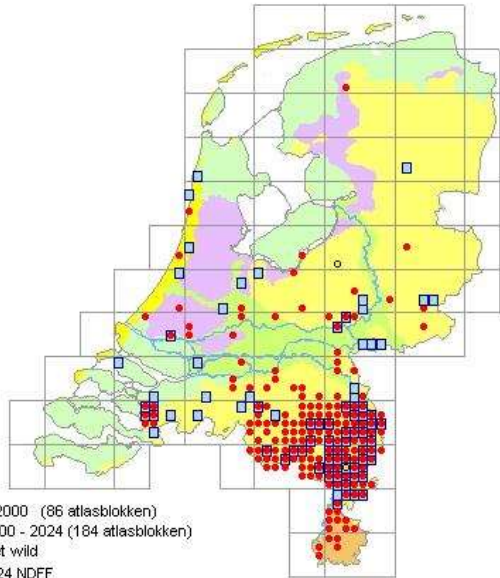 2000 (86 atlasblokken)
00 - 2024 (184 atlasblokken)
t wild
24 NDFF